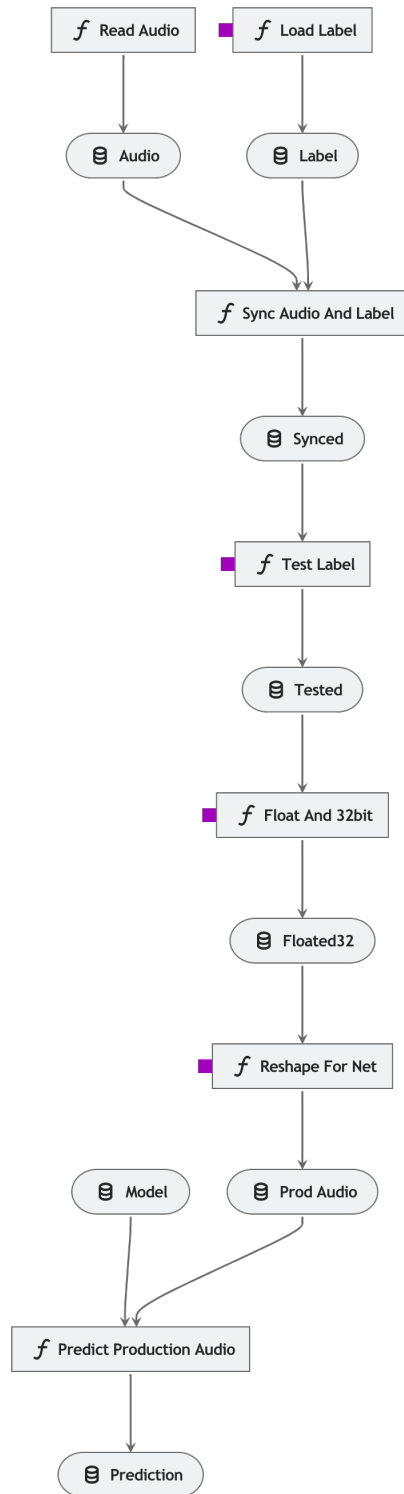 Read Audio
Load Label
Audio
Label
Sync Audio And Label
Synced
Test Label
Tested
Float And 32bit
Floated32
Reshape For Net
Model
Prod Audio
Predict Production Audio
Prediction